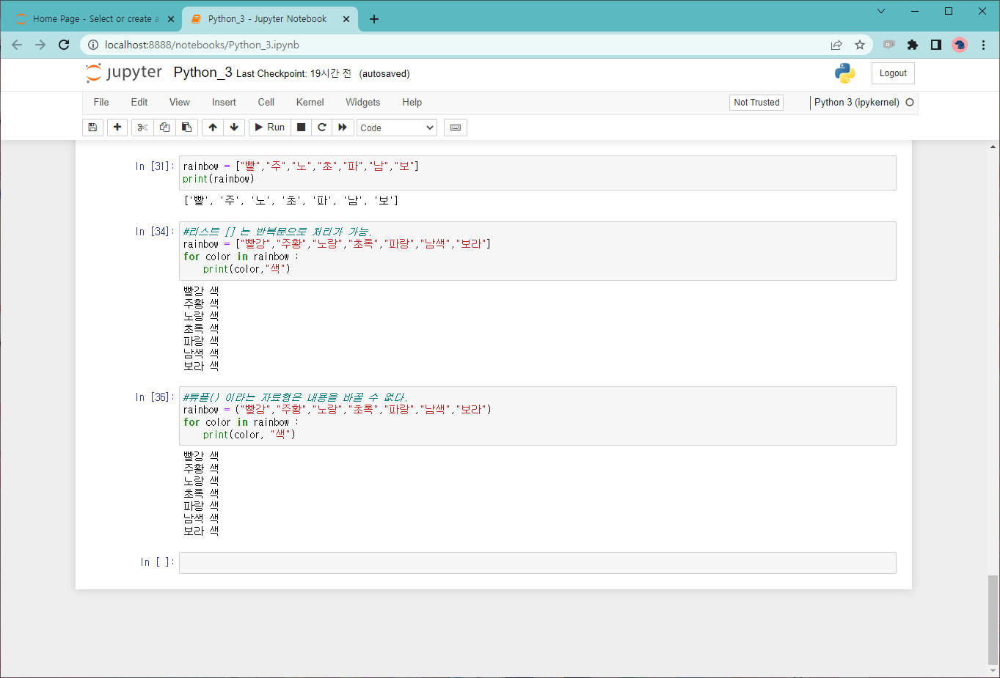 Home Page - Select or create a
Python_3 - Jupyter Notebook
localhost:8888/notebooks/Python_3.ipynb
jupyter Python_3 Last Checkpoint: 19시간 전 (autosaved)
Logout
File Edit View Insert Cell Kernel Widgets Help
Not Trusted
Python 3 (ipykernel)
Run
Code
In [31]: rainbow = ["빨","주","노","초","파","남","보"]
print(rainbow)
['빨', '주', '노', '초', '파', '남', '보']
In [34]: #리스트 [] 는 반복문으로 처리가 가능.
rainbow = ["빨강","주황","노랑","초록","파랑","남색","보라"]
for color in rainbow :
print(color,"색")
빨강 색
주황 색
노랑 색
초록 색
파랑 색
남색 색
보라 색
In [36]: #튜플() 이라는 자료형은 내용을 바꿀 수 없다.
rainbow = ("빨강","주황","노랑","초록","파랑","남색","보라")
for color in rainbow :
print(color, "색")
빨강 색
주황 색
노랑 색
초록 색
파랑 색
남색 색
보라 색
In [ ]: